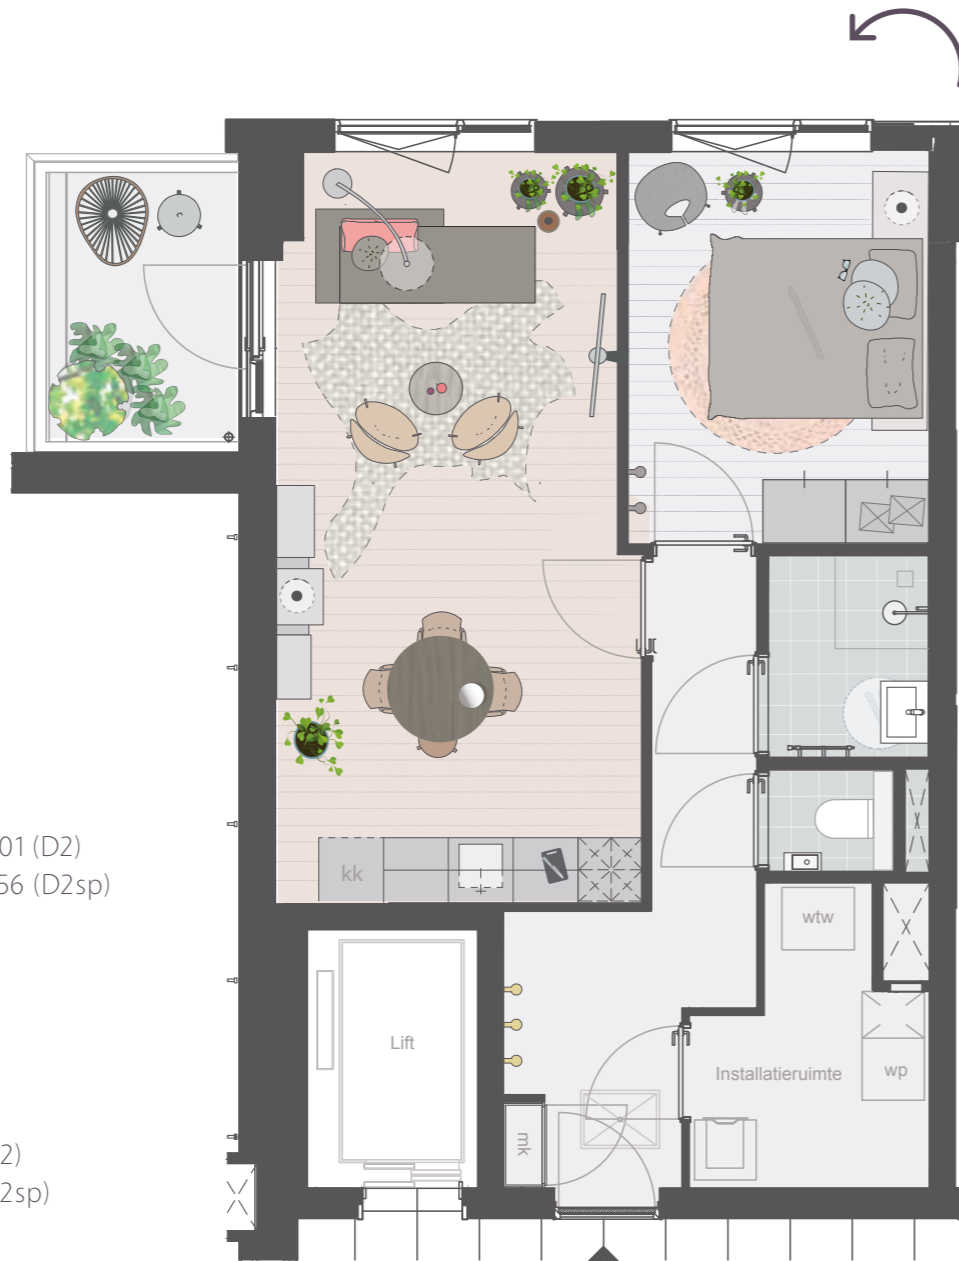 01 (D2)
56 (D2sp)
kk
wtw
Lift
Installatieruimte
wp
mk
2)
2sp)